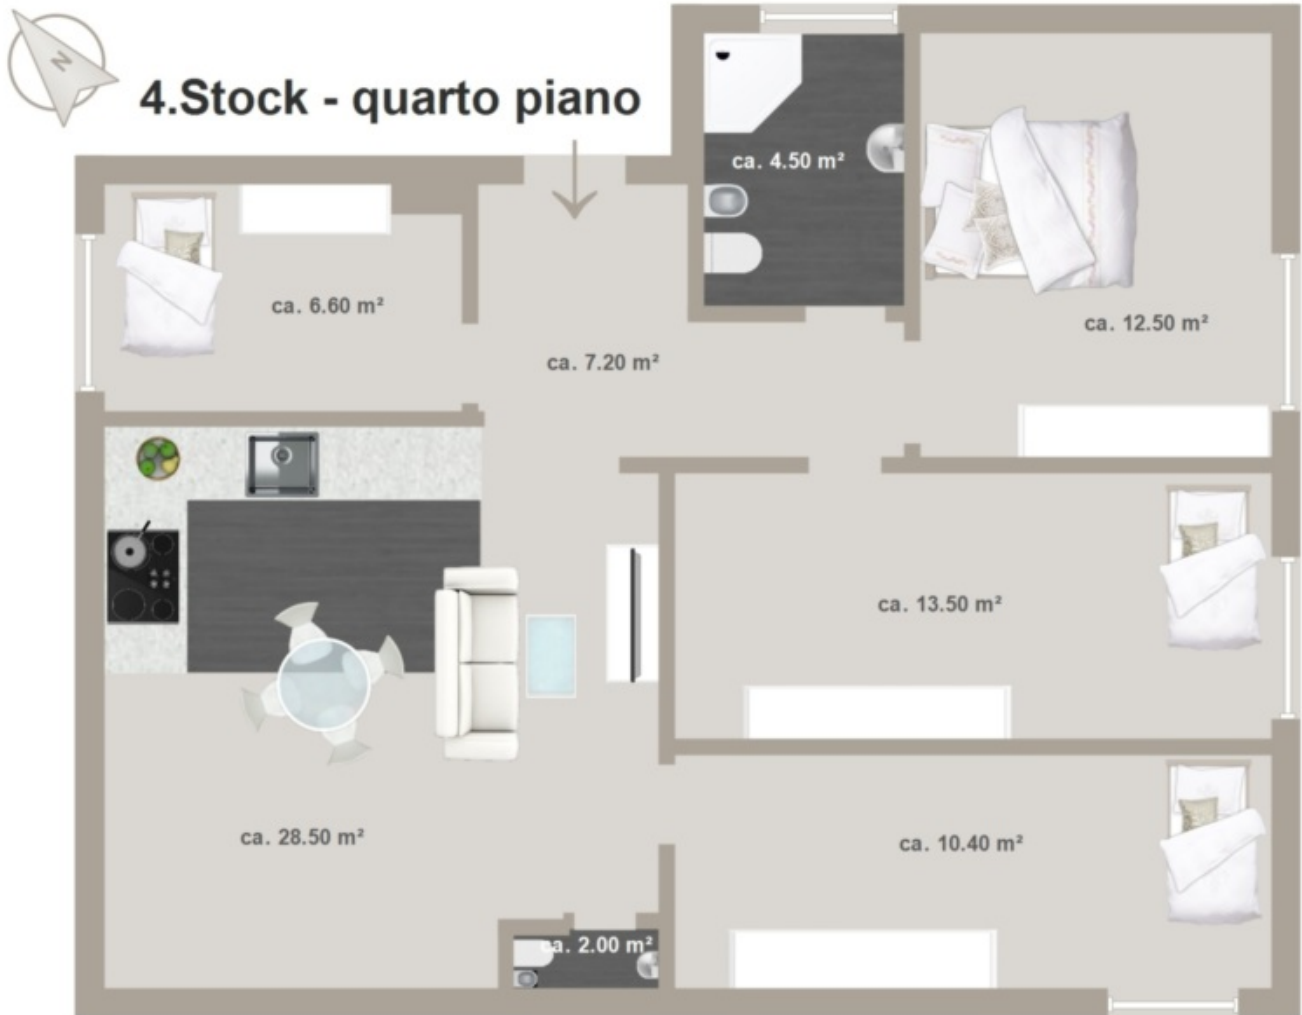 N
4.Stock - quarto piano
ca. 4.50 m²
ca. 6.60 m²
ca. 12.50 m²
ca. 7.20 m²
ca. 13.50 m²
ca. 28.50 m²
ca. 10.40 m²
ca. 2.00 m²